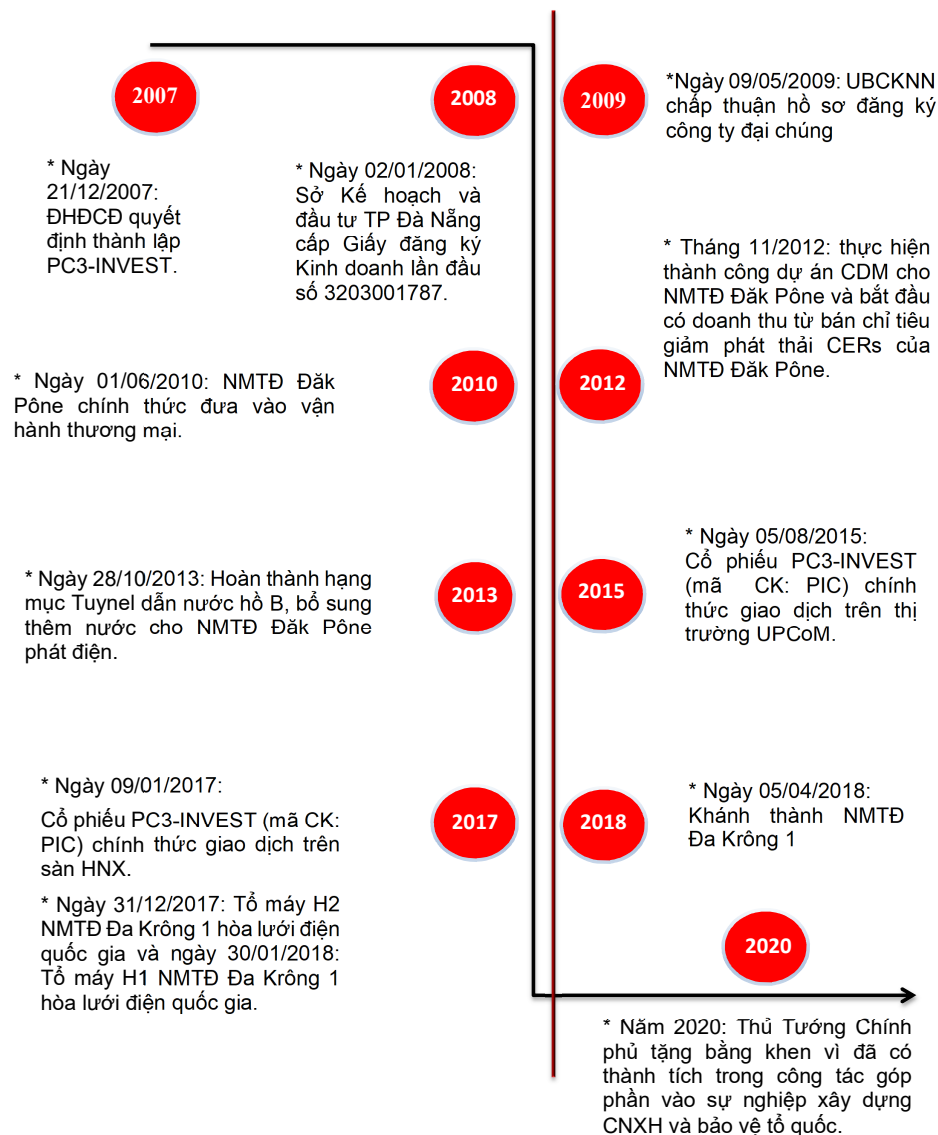 2007
* Ngày
21/12/2007:
ĐHĐCĐ quyết
định thành lập
PC3-INVEST.
2008
* Ngày 02/01/2008:
Sở Kế hoạch và
đầu tư TP Đà Nẵng
cấp Giấy đăng ký
Kinh doanh lần đầu
số 3203001787.
2009
*Ngày 09/05/2009: UBCKNN
chấp thuận hồ sơ đăng ký
công ty đại chúng
2010
* Ngày 01/06/2010: NMTĐ Đăk
Pône chính thức đưa vào vận
hành thương mại.
2012
* Tháng 11/2012: thực hiện
thành công dự án CDM cho
NMTĐ Đăk Pône và bắt đầu
có doanh thu từ bán chỉ tiêu
giảm phát thải CERs của
NMTĐ Đăk Pône.
2013
* Ngày 28/10/2013: Hoàn thành hạng
mục Tuynel dẫn nước hồ B, bổ sung
thêm nước cho NMTĐ Đăk Pône
phát điện.
2015
* Ngày 05/08/2015:
Cổ phiếu PC3-INVEST
(mã CK: PIC) chính
thức giao dịch trên thị
trường UPCoM.
2017
* Ngày 09/01/2017:
Cổ phiếu PC3-INVEST (mã CK:
PIC) chính thức giao dịch trên
sàn HNX.
* Ngày 31/12/2017: Tổ máy H2
NMTĐ Đa Krông 1 hòa lưới điện
quốc gia và ngày 30/01/2018:
Tổ máy H1 NMTĐ Đa Krông 1
hòa lưới điện quốc gia.
2018
* Ngày 05/04/2018:
Khánh thành NMTĐ
Đa Krông 1
2020
* Năm 2020: Thủ Tướng Chính
phủ tặng bằng khen vì đã có
thành tích trong công tác góp
phần vào sự nghiệp xây dựng
CNXH và bảo vệ tổ quốc.